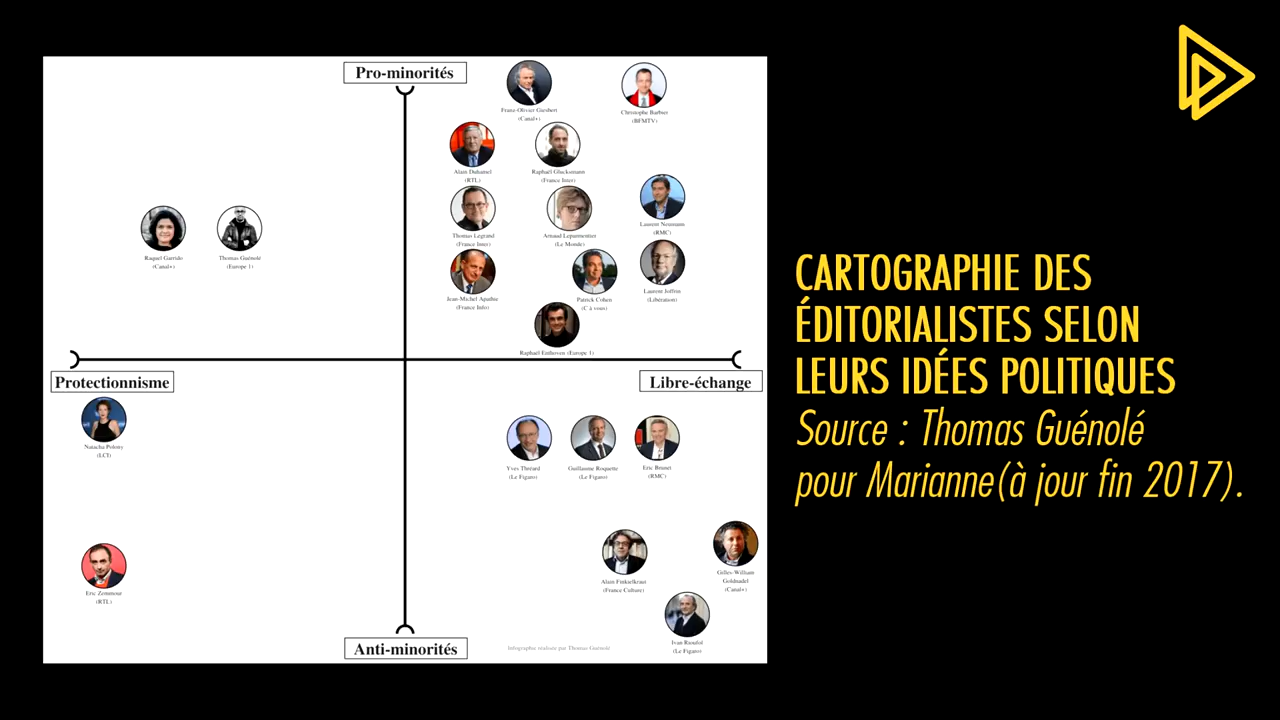 Pro-minorités
Franz-Olivier Giesbert
(Canal+)
Christophe Barbier
(BFMTV)
Alain Duhamel
(RTL)
Raphaël Glucksmann
(France Inter)
Thomas Legrand
(France Inter)
Arnaud Leparmentier
(Le Monde)
Laurent Neumann
(RMC)
Raquel Garrido
(Canal+)
Thomas Guénolé
(Europe 1)
Jean-Michel Apathie
(France Info)
Patrick Cohen
(C à vous)
Laurent Joffrin
(Libération)
Raphaël Enthoven (Europe 1)
Protectionnisme
Libre-échange
Natacha Polony
(LCI)
Yves Thréard
(Le Figaro)
Guillaume Roquette
(Le Figaro)
Eric Brunet
(RMC)
Eric Zemmour
(RTL)
Alain Finkielkraut
(France Culture)
Gilles-William
Goldnadel
(Canal+)
Ivan Rioufol
(Le Figaro)
Anti-minorités
Infographie réalisée par Thomas Guénolé
CARTOGRAPHIE DES
ÉDITORIALISTES SELON
LEURS IDÉES POLITIQUES
Source : Thomas Guénolé
pour Marianne(à jour fin 2017).